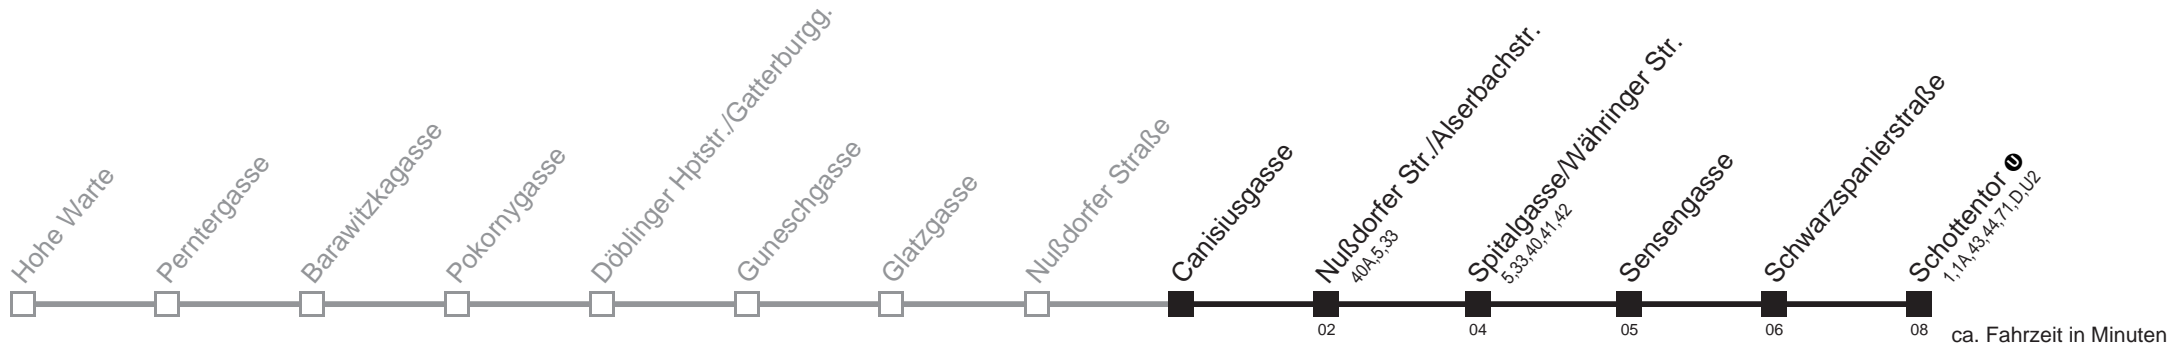 Hohe Warte
Perntergasse
Barawitzkagasse
Pokornygasse
Döblinger Hptstr./Gatterburgg.
Guneschgasse
Glatzgasse
Nußdorfer Straße
Canisiusgasse
Nußdorfer Str./Alserbachstr.
40A,5,33
Spitalgasse/Währinger Str.
5,33,40,41,42
Sensengasse
Schwarzspanierstraße
Schottentor U
1,1A,43,44,71,D,U2
02
04
05
06
08
ca. Fahrzeit in Minuten